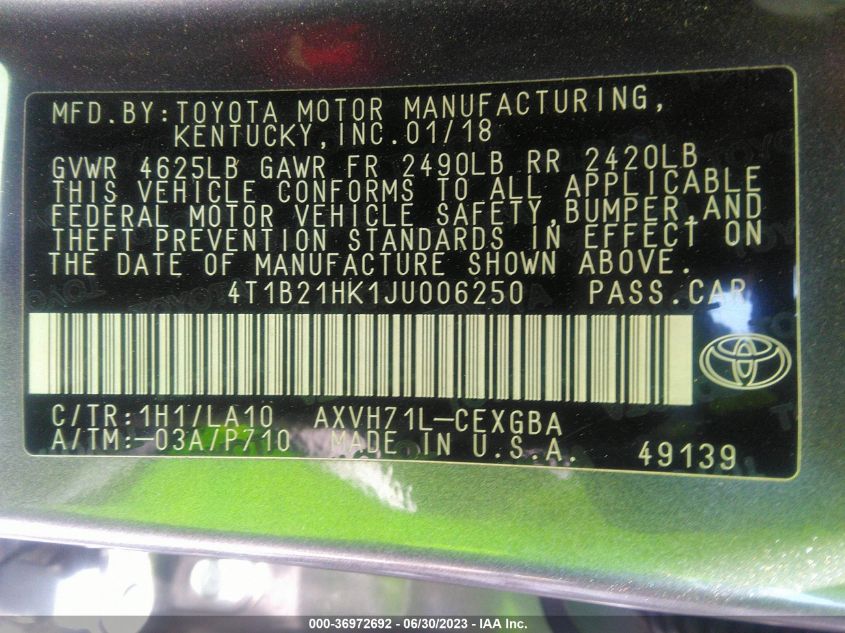 MFD.BY:TOYOTA MOTOR MANUFACTURING,
KENTUCKY,INC.01/18
GVWR 4625LB GAWR FR 2490LB RR 2420LB
THIS VEHICLE CONFORMS TO ALL APPLICABLE
FEDERAL MOTOR VEHICLE SAFETY,BUMPER,AND
THEFT PREVENTION STANDARDS IN EFFECT ON
THE DATE OF MANUFACTURE SHOWN ABOVE.
4T1B21HK1JU006250 PASS.CAR
C/TR:1H1/LA10 AXVH71L-CEXGBA
A/TM:-03A/P710 MADE IN U.S.A. 49139
000-36972692 / 06/30/2023 - IAA Inc.